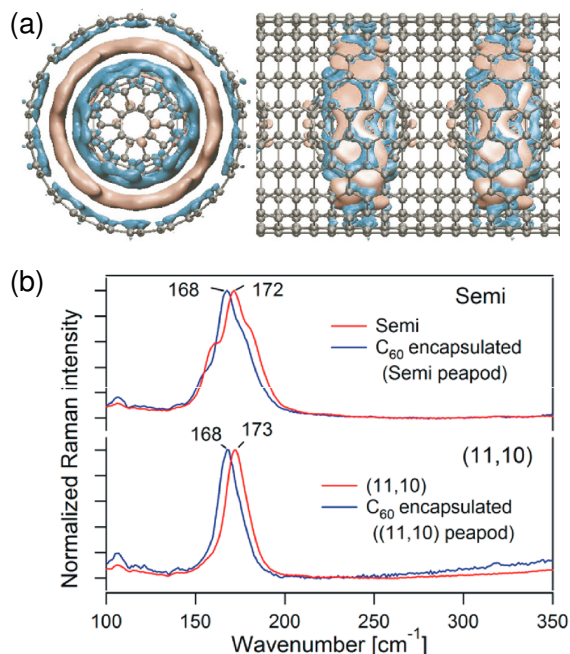 (a)
(b)
168
172
Semi
Semi
C₆₀ encapsulated
(Semi peapod)
168
173
(11,10)
(11,10)
C₆₀ encapsulated
((11,10) peapod)
Normalized Raman intensity
100
150
200
250
300
350
Wavenumber [cm⁻¹]